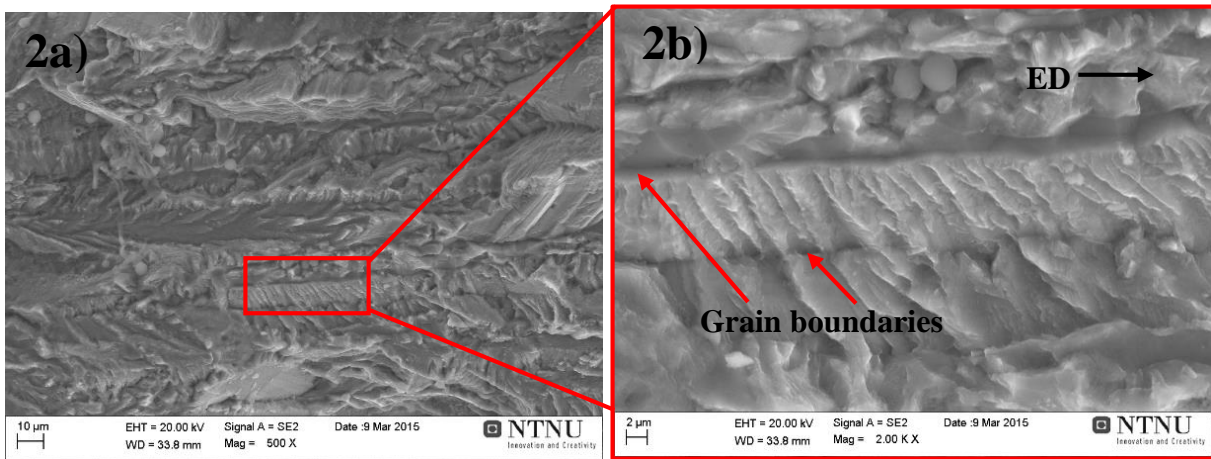 2a)
10 µm
EHT = 20.00 kV
Signal A = SE2
Date :9 Mar 2015
WD = 33.8 mm
Mag = 500 X
NTNU
Innovation and Creativity
2b)
ED
Grain boundaries
2 µm
EHT = 20.00 kV
Signal A = SE2
Date :9 Mar 2015
WD = 33.8 mm
Mag = 2.00 K X
NTNU
Innovation and Creativity